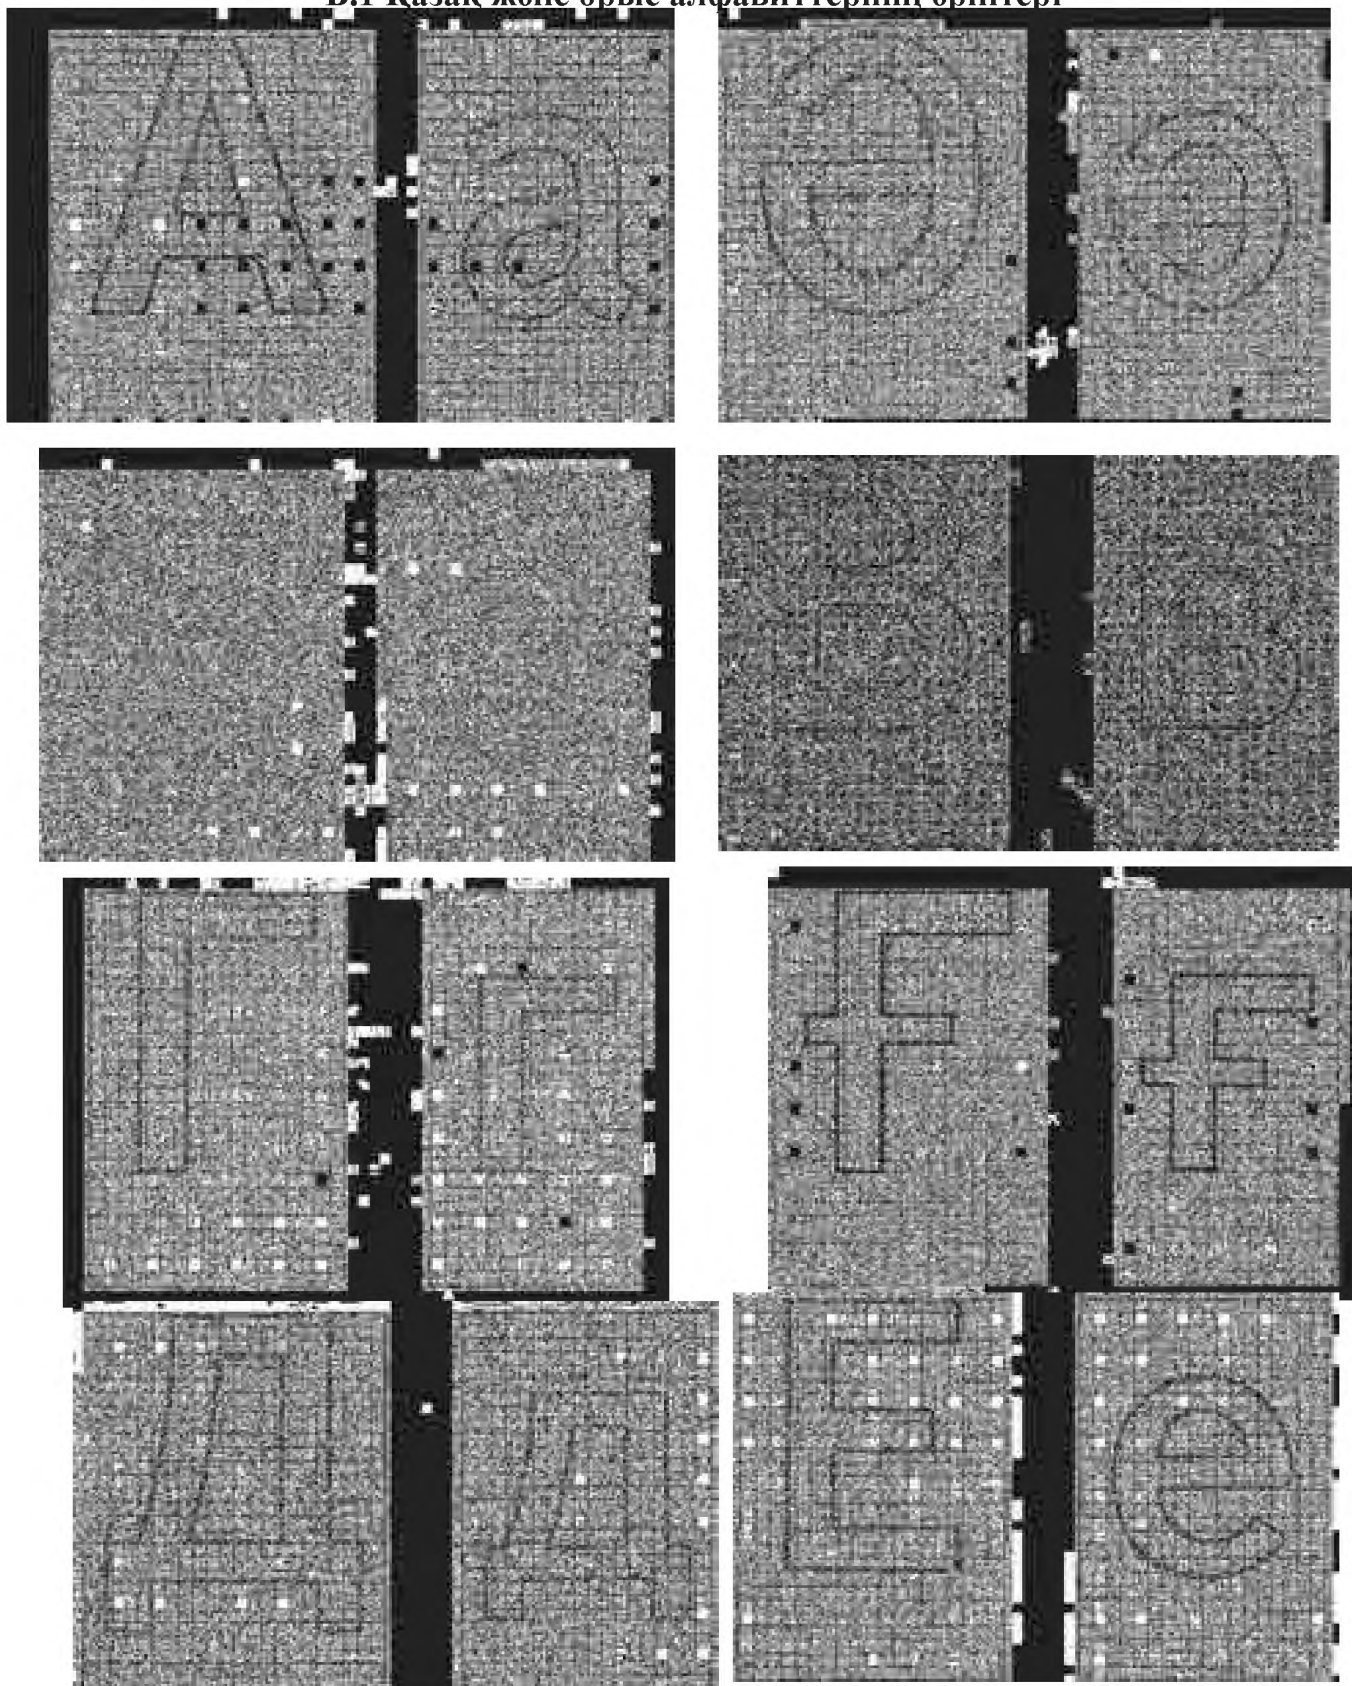 Қазақ және орыс алфавиттерінің әріптері
А а Ә ә
В в
Г г Ғ ғ
Д д Е е